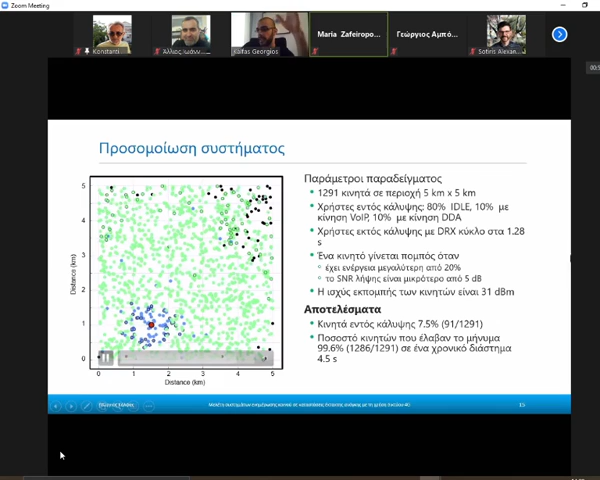 Zoom Meeting
Konstanti
Άλλιος Ιωάνν...
Kalfas Georgios
Maria Zafeiropo...
Γεώργιος Αμπό...
Sotiris Alexan...
Προσομοίωση συστήματος
Παράμετροι παραδείγματος
1291 κινητά σε περιοχή 5 km x 5 km
Χρήστες εντός κάλυψης: 80% IDLE, 10% με
κίνηση VoIP, 10% με κίνηση DDA
Χρήστες εκτός κάλυψης με DRX κύκλο στα 1.28
s
Ένα κινητό γίνεται πομπός όταν
έχει ενέργεια μεγαλύτερη από 20%
το SNR λήψης είναι μικρότερο από 5 dB
Η ισχύς εκπομπής των κινητών είναι 31 dBm
Αποτελέσματα
Κινητά εντός κάλυψης 7.5% (91/1291)
Ποσοστό κινητών που έλαβαν το μήνυμα
99.6% (1286/1291) σε ένα χρονικό διάστημα
4.5 s
Distance (km)
5
4
3
2
1
0
0
1
2
3
4
5
Distance (km)
15